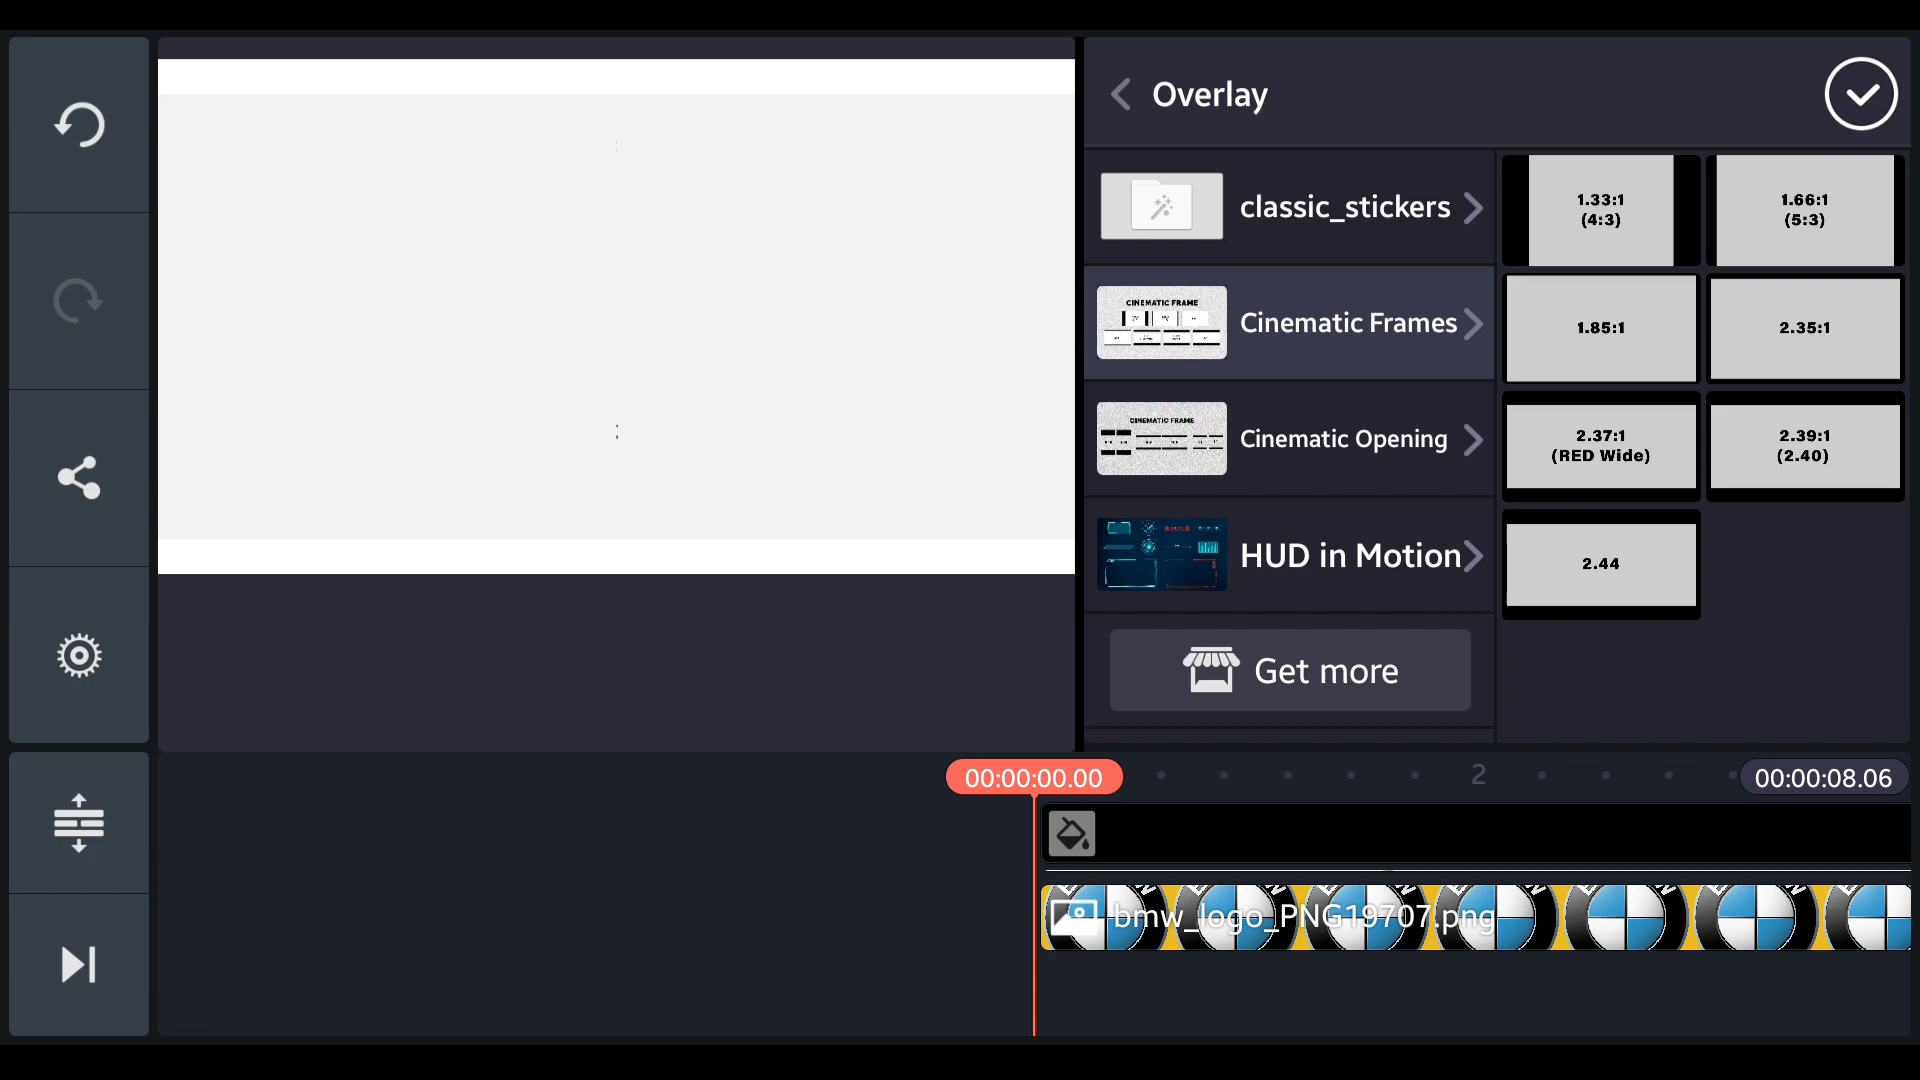 Overlay
classic_stickers
CINEMATIC FRAME
Cinematic Frames
CINEMATIC FRAME
Cinematic Opening
HUD in Motion
Get more
1.33:1
(4:3)
1.66:1
(5:3)
1.85:1
2.35:1
2.37:1
(RED Wide)
2.39:1
(2.40)
2.44
00:00:00.00
2
00:00:08.06
bmw_logo_PNG19707.png